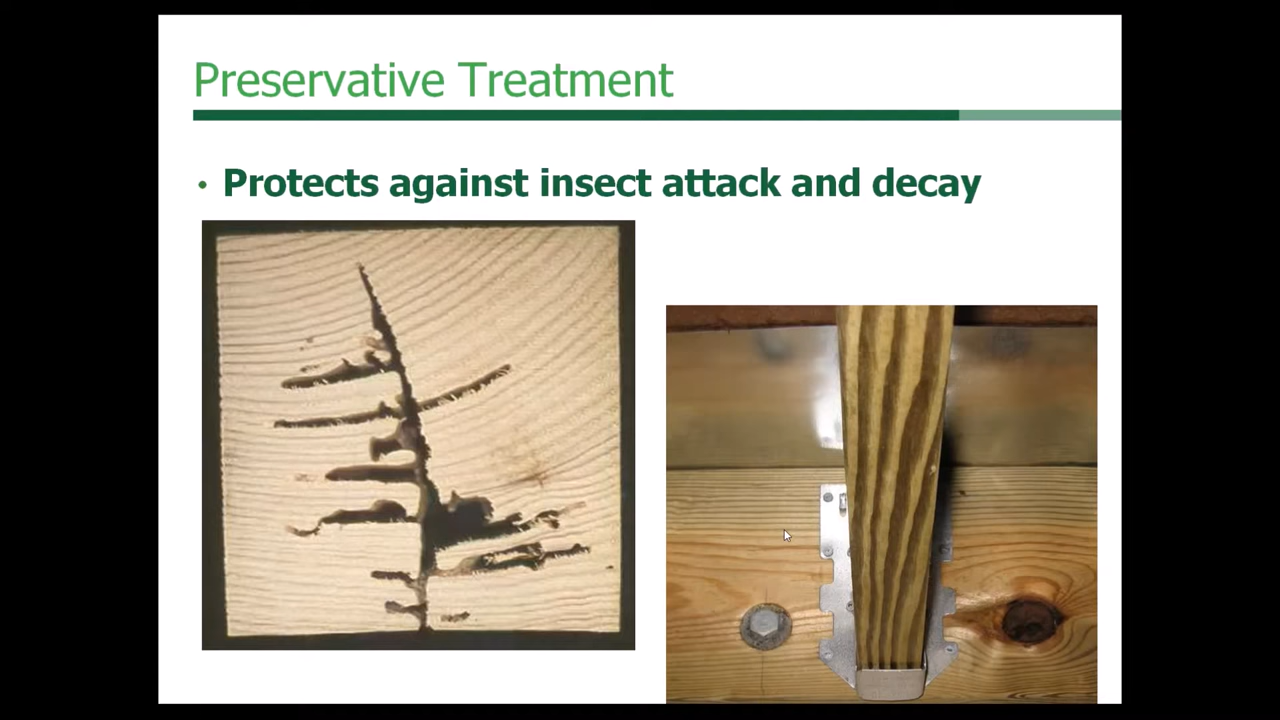 Preservative Treatment
• Protects against insect attack and decay